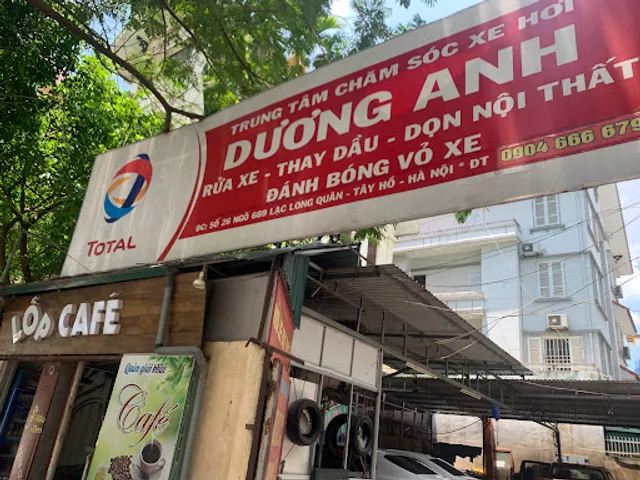 TRUNG TÂM CHĂM SÓC XE HƠI
DƯƠNG ANH
RỬA XE - THAY DẦU - DỌN NỘI THẤT
ĐÁNH BÓNG VỎ XE
ĐC: SỐ 26 NGÕ 689 LẠC LONG QUÂN - TÂY HỒ - HÀ NỘI * ĐT 0904 666 679
TOTAL
LỐP CAFÉ
Quán giải khát
Café